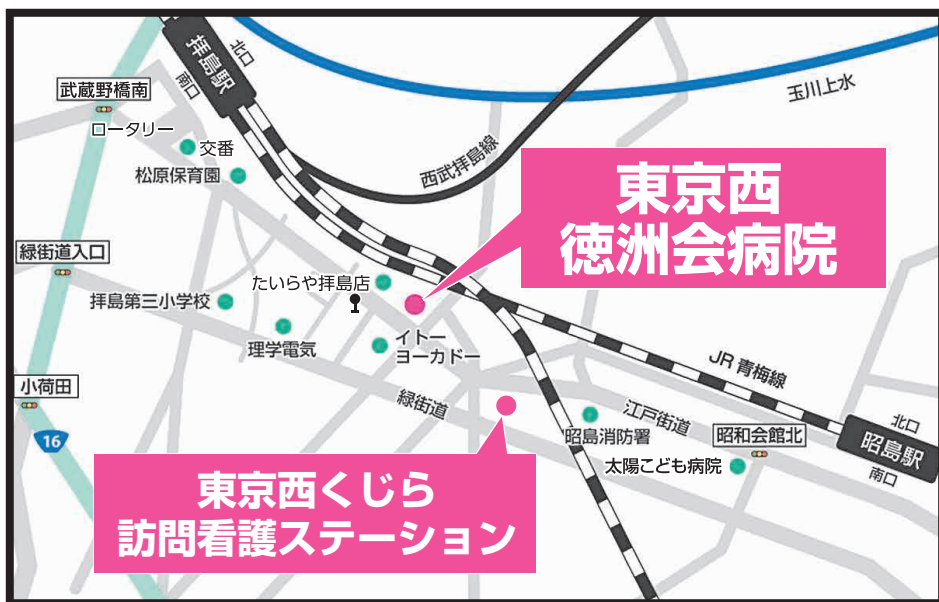 拝島駅
北口
南口
武蔵野橋南
ロータリー
交番
松原保育園
玉川上水
西武拝島線
東京西
徳洲会病院
緑街道入口
たいらや拝島店
拝島第三小学校
理学電気
イトー
ヨーカドー
JR青梅線
小荷田
16
緑街道
江戸街道
昭島消防署
昭和会館北
太陽こども病院
北口
昭島駅
南口
東京西くじら
訪問看護ステーション